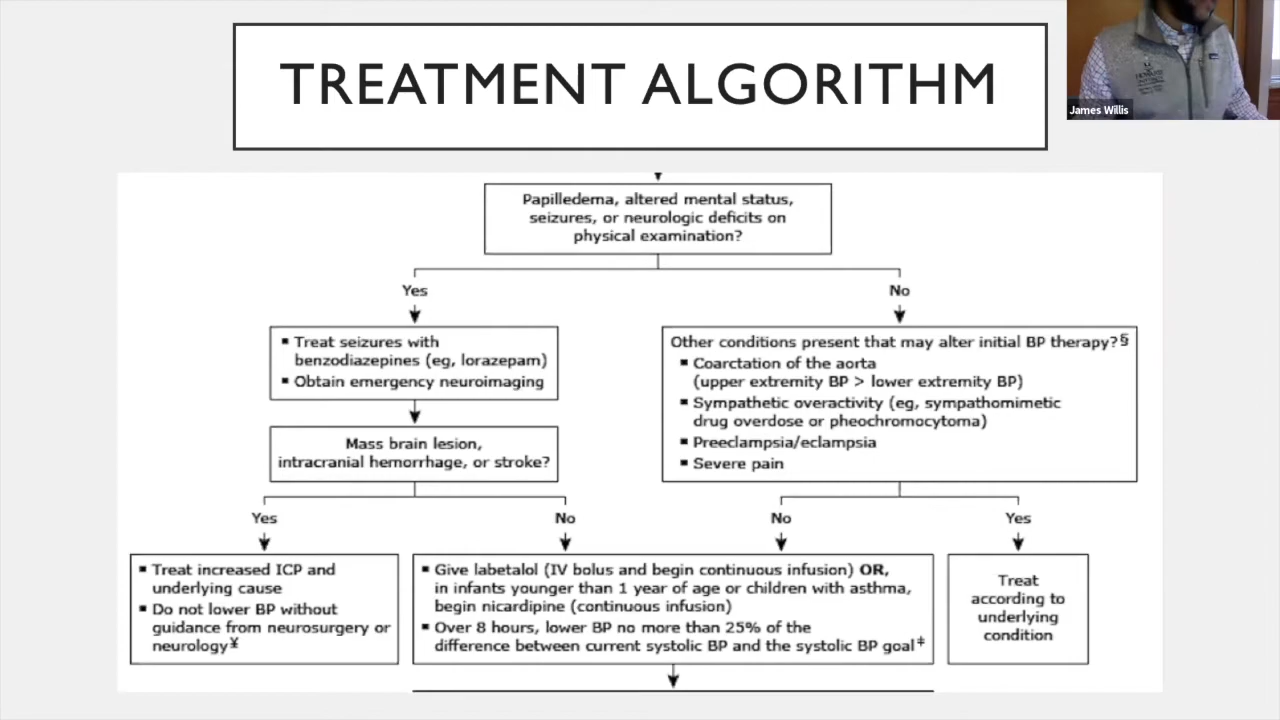 TREATMENT ALGORITHM
James Willis
Papilledema, altered mental status,
seizures, or neurologic deficits on
physical examination?
Yes
No
▪ Treat seizures with
benzodiazepines (eg, lorazepam)
▪ Obtain emergency neuroimaging
Other conditions present that may alter initial BP therapy?§
▪ Coarctation of the aorta
(upper extremity BP > lower extremity BP)
▪ Sympathetic overactivity (eg, sympathomimetic
drug overdose or pheochromocytoma)
▪ Preeclampsia/eclampsia
▪ Severe pain
Mass brain lesion,
intracranial hemorrhage, or stroke?
Yes
No
No
Yes
▪ Treat increased ICP and
underlying cause
▪ Do not lower BP without
guidance from neurosurgery or
neurology¥
▪ Give labetalol (IV bolus and begin continuous infusion) OR,
in infants younger than 1 year of age or children with asthma,
begin nicardipine (continuous infusion)
▪ Over 8 hours, lower BP no more than 25% of the
difference between current systolic BP and the systolic BP goal‡
Treat
according to
underlying
condition